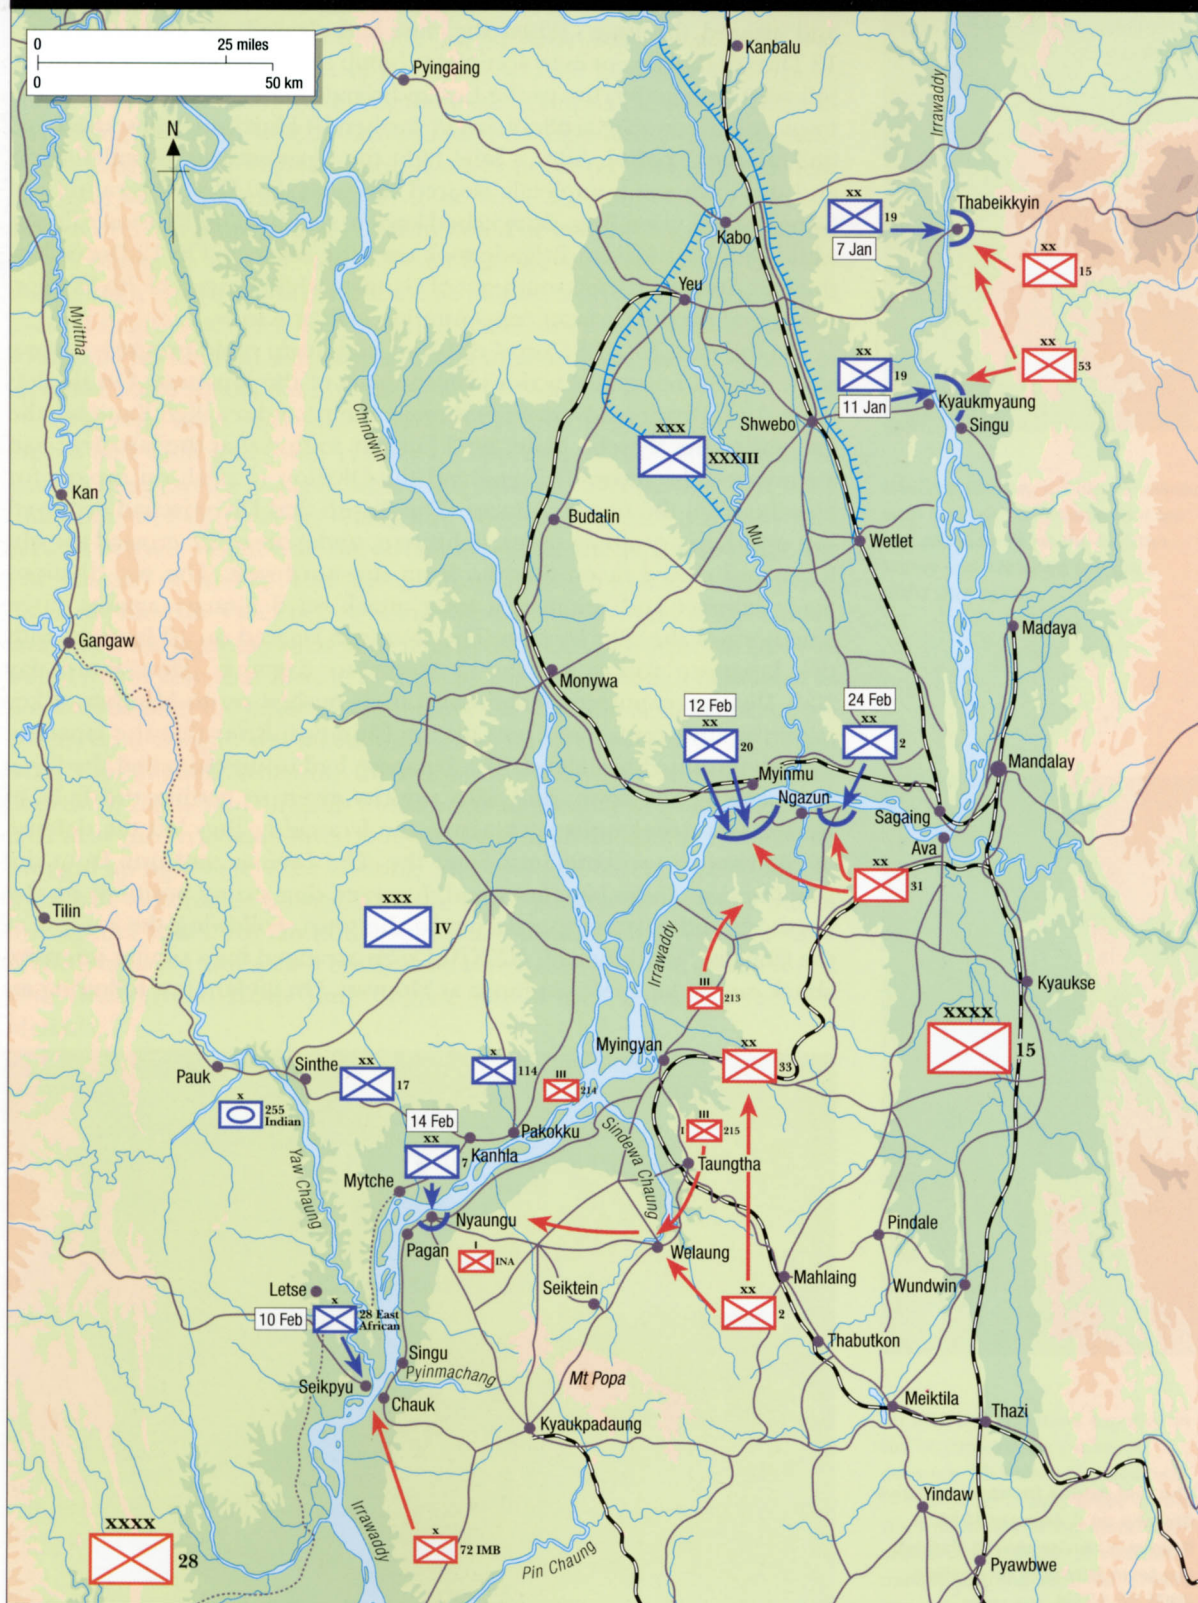 0 25 miles
0 50 km
N
Kanbalu
Pyingaing
Irrawaddy
xx
19
7 Jan
Thabeikkyin
xx
15
Kabo
Yeu
Myittha
xx
53
xx
19
11 Jan
Kyaukmyaung
Singu
Shwebo
Chindwin
xxx
XXXIII
Kan
Budalin
Mu
Wetlet
Gangaw
Madaya
Monywa
12 Feb
xx
20
24 Feb
xx
2
Myinmu
Mandalay
Ngazun
Sagaing
Ava
xx
31
Tilin
xxx
IV
Irrawaddy
III
213
Kyaukse
xxxx
15
Myingyan
xx
33
Pauk
Sinthe
xx
17
x
114
III
214
x
255
Indian
14 Feb
xx
7
Kanhla
Pakokku
Sindewa Chaung
III
I
215
Taungtha
Yaw Chaung
Mytche
Nyaungu
Pagan
I
INA
Welaung
Pindale
Letse
Seiktein
Mahlaing
Wundwin
10 Feb
x
28 East
African
xx
2
Thabutkon
Singu
Pyinmachang
Mt Popa
Seikpyu
Chauk
Meiktila
Thazi
Kyaukpadaung
Irrawaddy
Yindaw
xxxx
28
x
72 IMB
Pin Chaung
Pyawbwe